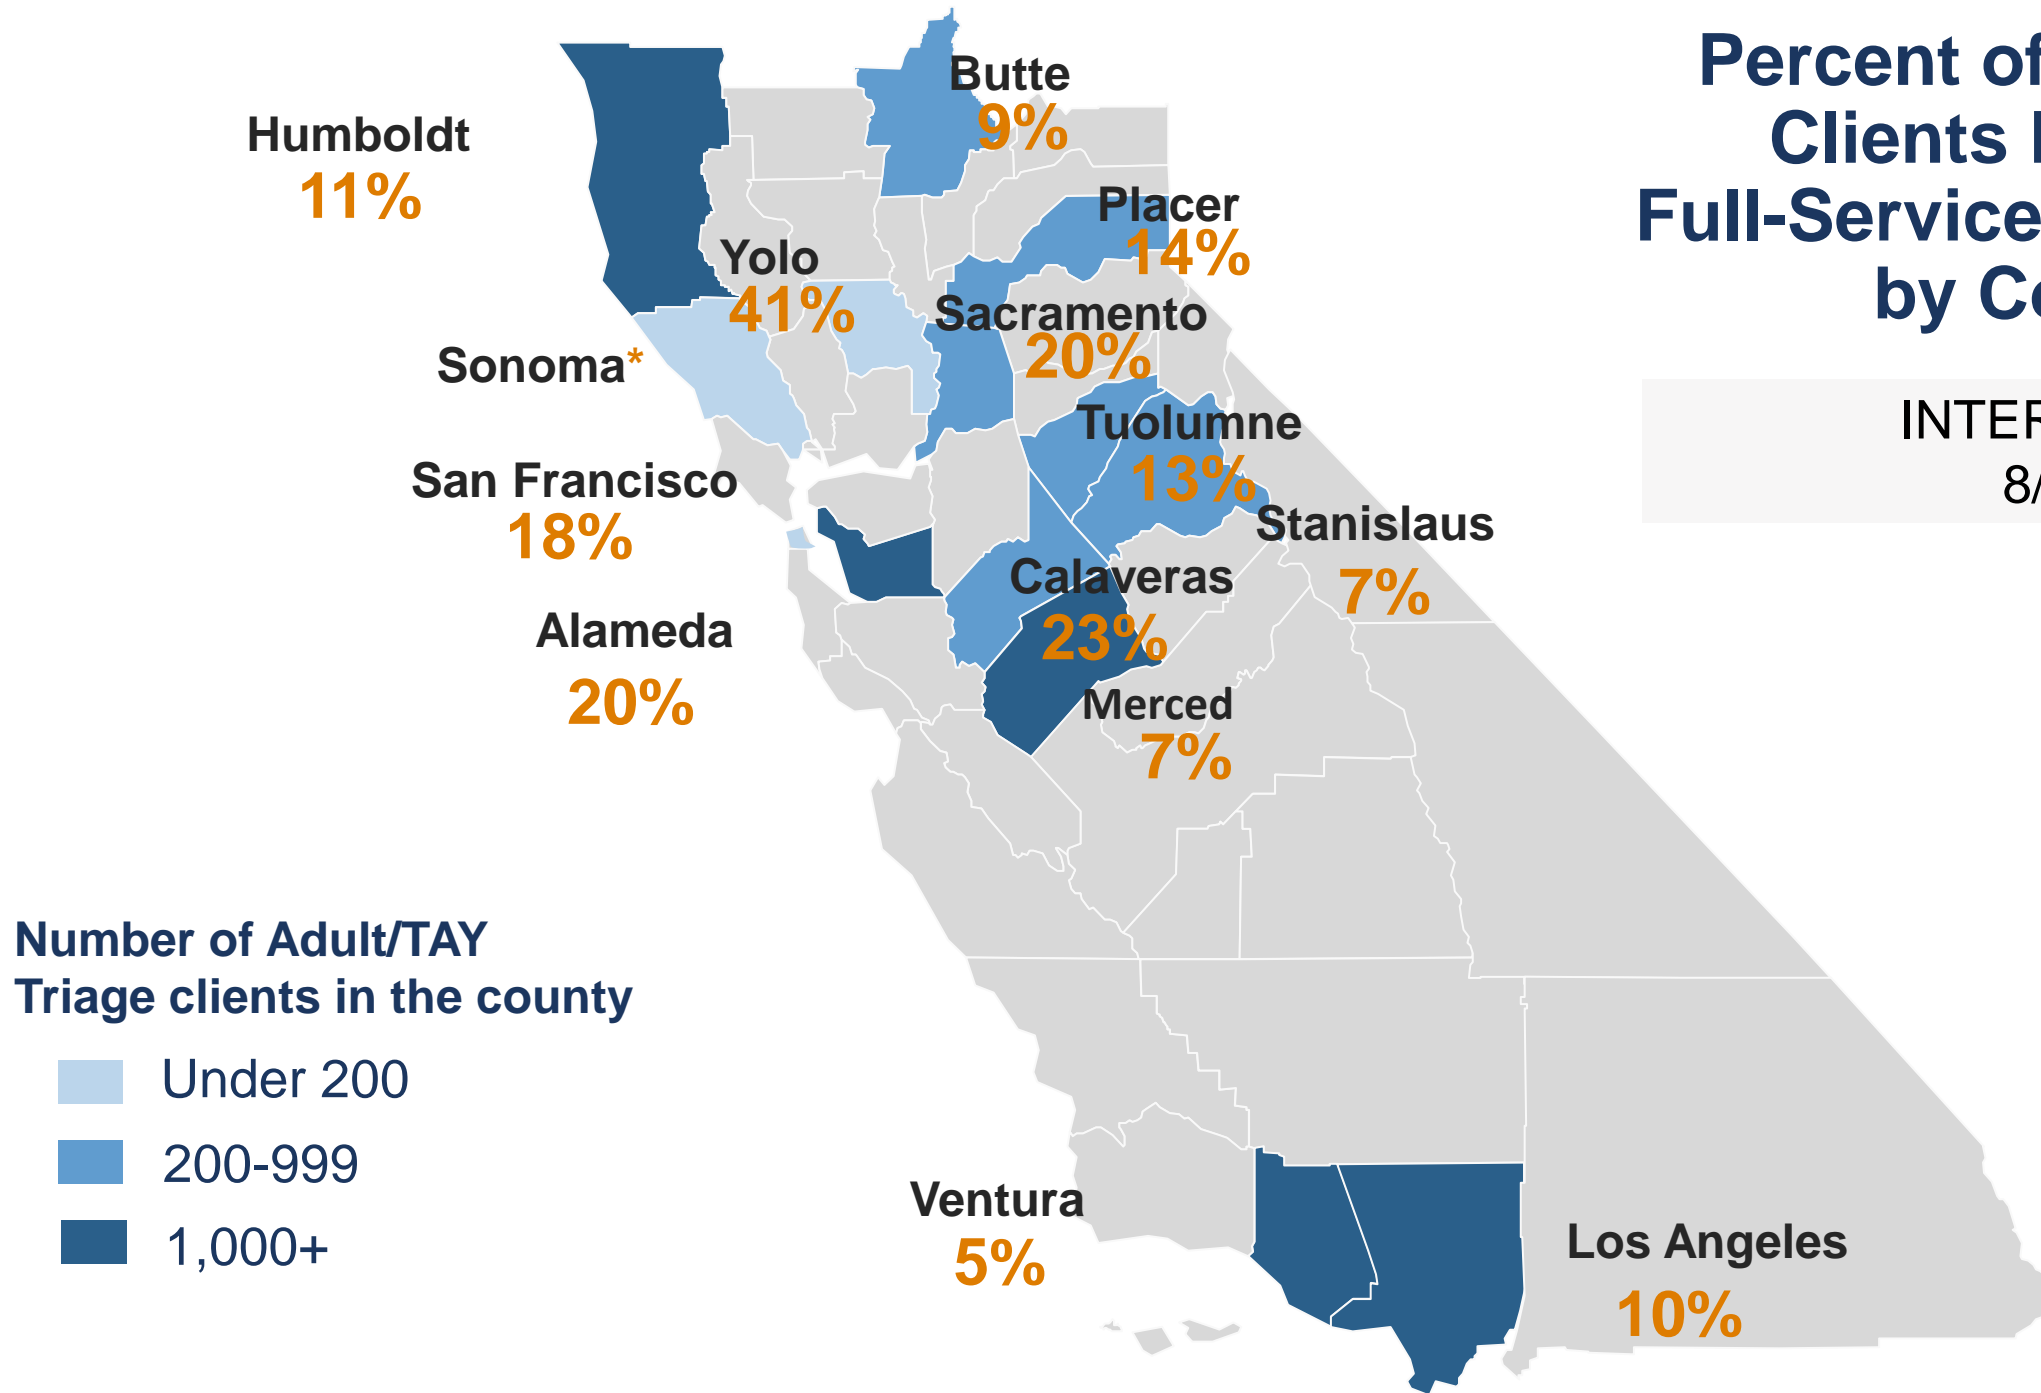 Percent of
Clients
Full-Service
by
Butte
9%
Humboldt
11%
Placer
14%
Yolo
41%
Sacramento
20%
Sonoma*
Tuolumne
13%
San Francisco
18%
Stanislaus
7%
Calaveras
23%
Alameda
20%
Merced
7%
Number of Adult/TAY
Triage clients in the county
Under 200
200-999
1,000+
Ventura
5%
Los Angeles
10%